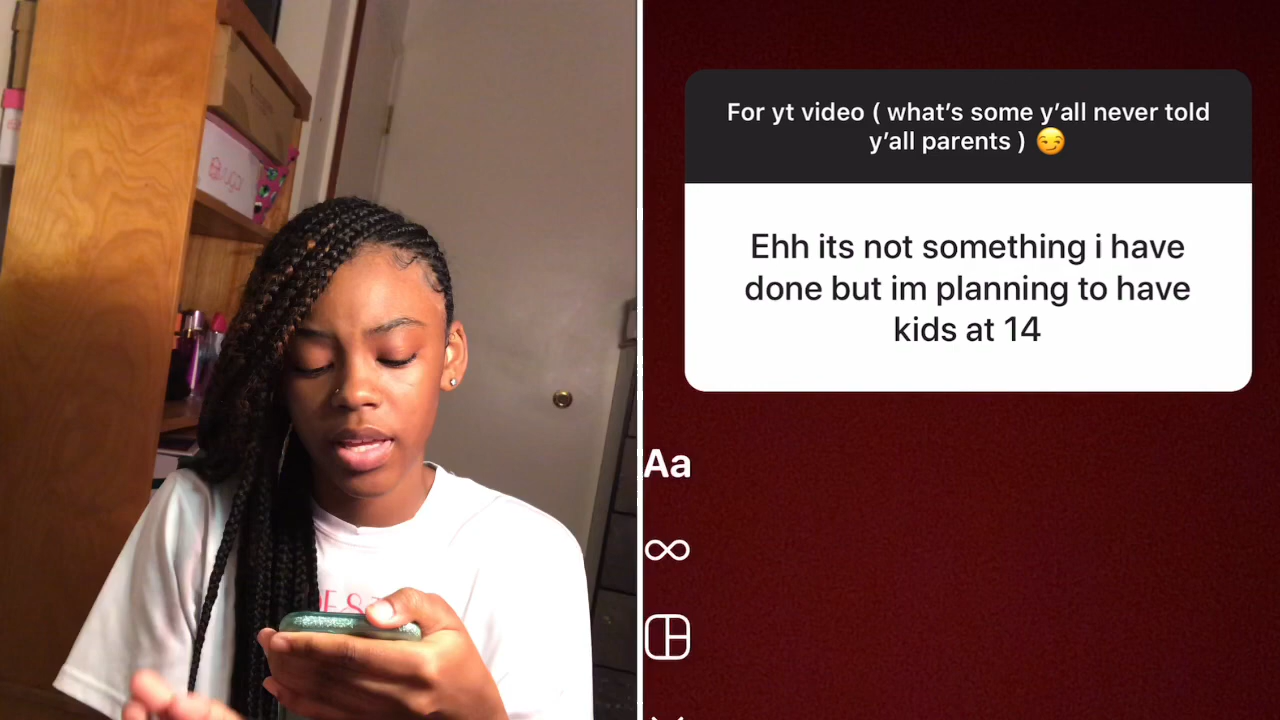 For yt video ( what's some y'all never told
y'all parents ) 😏
Ehh its not something i have
done but im planning to have
kids at 14
Aa